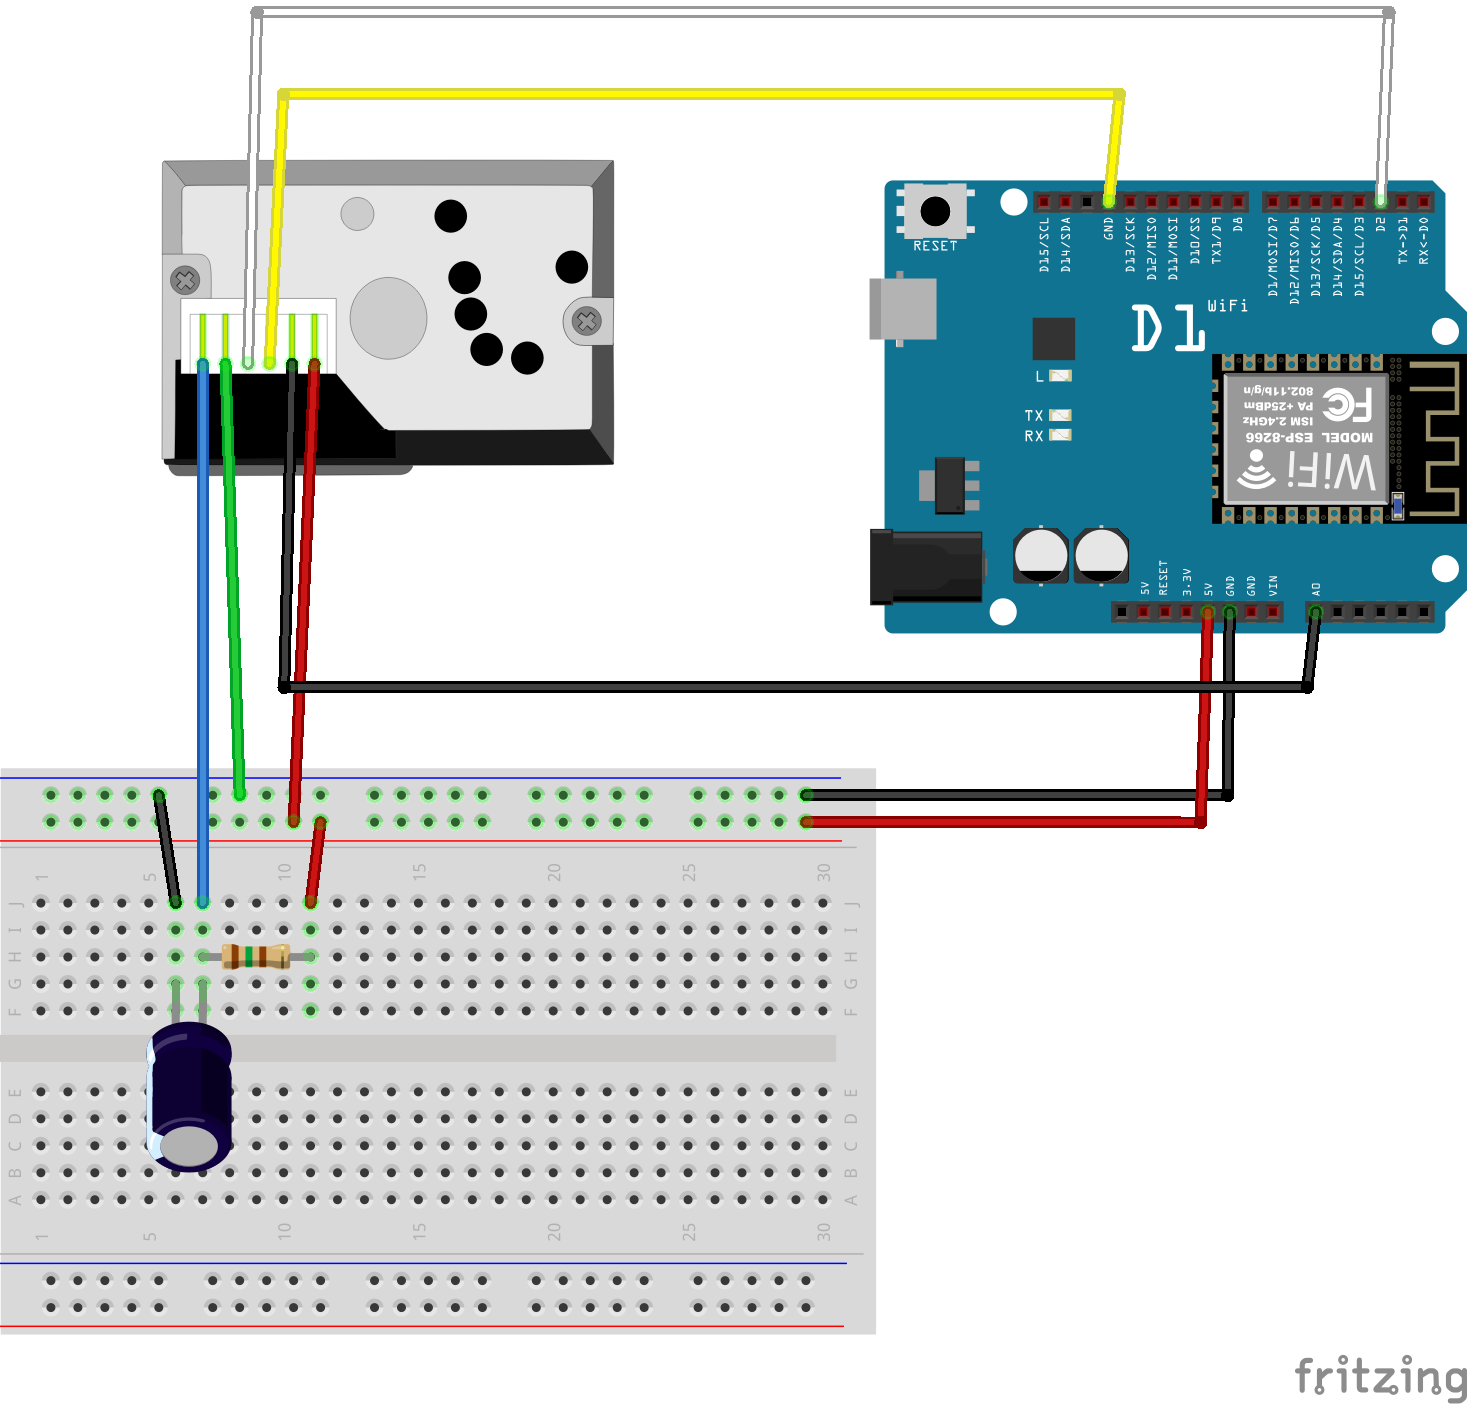 RESET
D15/SCL
D14/SDA
GND
D13/SCK
D12/MISO
D11/MOSI
D10/SS
TX1/D9
D8
D1/MOSI/D7
D12/MISO/D6
D13/SCK/D5
D14/SDA/D4
D15/SCL/D3
D2
TX->D1
RX<-D0
D1 WiFi
L
TX
RX
WiFi
MODEL ESP-8266
ISM 2.4GHz
PA +25dBm
802.11b/g/n
FC
5V
RESET
3.3V
5V
GND
GND
VIN
A0
1 5 10 15 20 25 30
J J
I I
H H
G G
F F
E E
D D
C C
B B
A A
1 5 10 15 20 25 30
fritzing